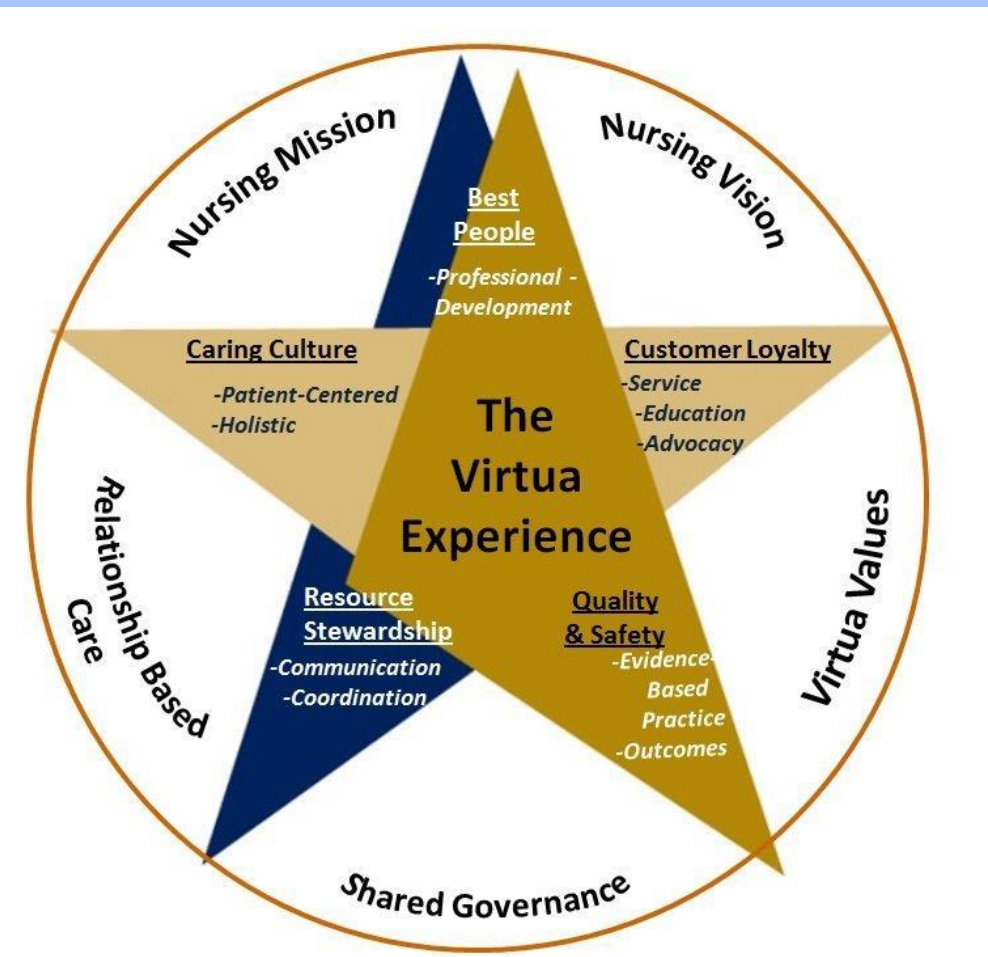 Nursing Mission
Nursing Vision
Best
People
-Professional -
Development
Caring Culture
-Patient-Centered
-Holistic
Customer Loyalty
-Service
-Education
-Advocacy
The
Virtua
Experience
Resource
Stewardship
-Communication
-Coordination
Quality
& Safety
-Evidence-
Based
Practice
-Outcomes
Relationship Based
Care
Virtua Values
Shared Governance